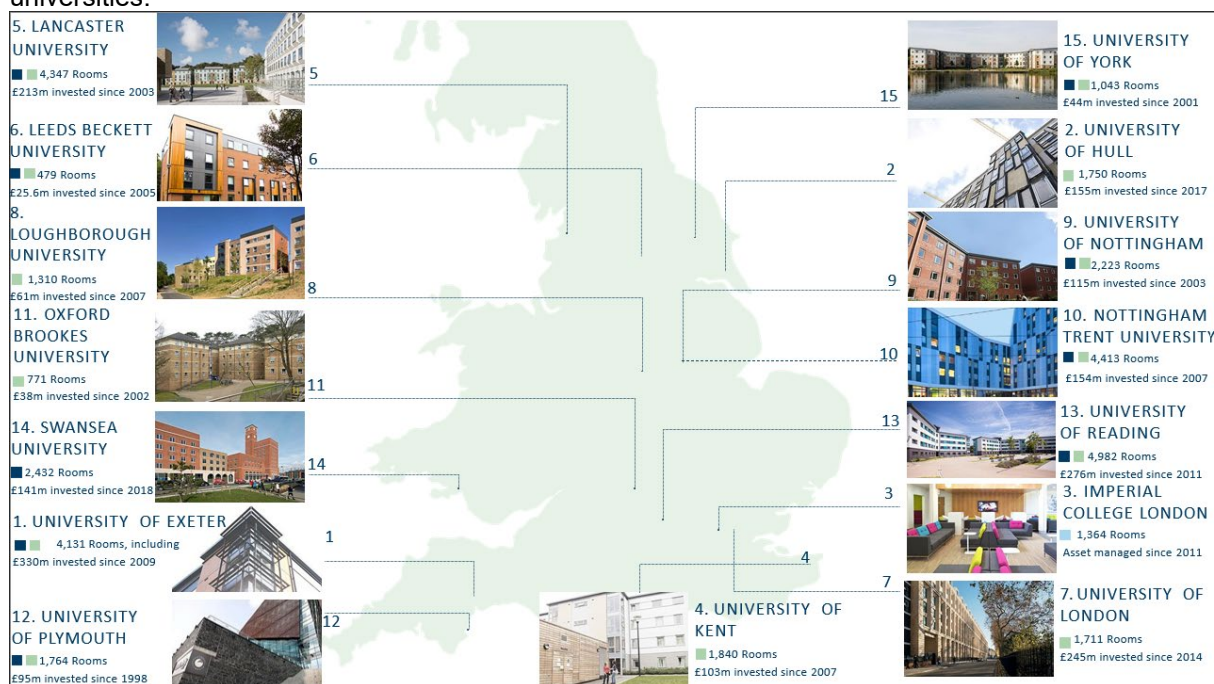 universities.
5. LANCASTER
UNIVERSITY
4,347 Rooms
£213m invested since 2003
6. LEEDS BECKETT
UNIVERSITY
479 Rooms
£25.6m invested since 2005
8.
LOUGHBOROUGH
UNIVERSITY
1,310 Rooms
£61m invested since 2007
11. OXFORD
BROOKES
UNIVERSITY
771 Rooms
£38m invested since 2002
14. SWANSEA
UNIVERSITY
2,432 Rooms
£141m invested since 2018
1. UNIVERSITY OF EXETER
4,131 Rooms, including
£330m invested since 2009
12. UNIVERSITY
OF PLYMOUTH
1,764 Rooms
£95m invested since 1998
5
6
8
11
14
1
12
15
2
9
10
13
3
4
7
4. UNIVERSITY OF
KENT
1,840 Rooms
£103m invested since 2007
15. UNIVERSITY
OF YORK
1,043 Rooms
£44m invested since 2001
2. UNIVERSITY
OF HULL
1,750 Rooms
£155m invested since 2017
9. UNIVERSITY
OF NOTTINGHAM
2,223 Rooms
£115m invested since 2003
10. NOTTINGHAM
TRENT UNIVERSITY
4,413 Rooms
£154m invested since 2007
13. UNIVERSITY
OF READING
4,982 Rooms
£276m invested since 2011
3. IMPERIAL
COLLEGE LONDON
1,364 Rooms
Asset managed since 2011
7. UNIVERSITY OF
LONDON
1,711 Rooms
£245m invested since 2014